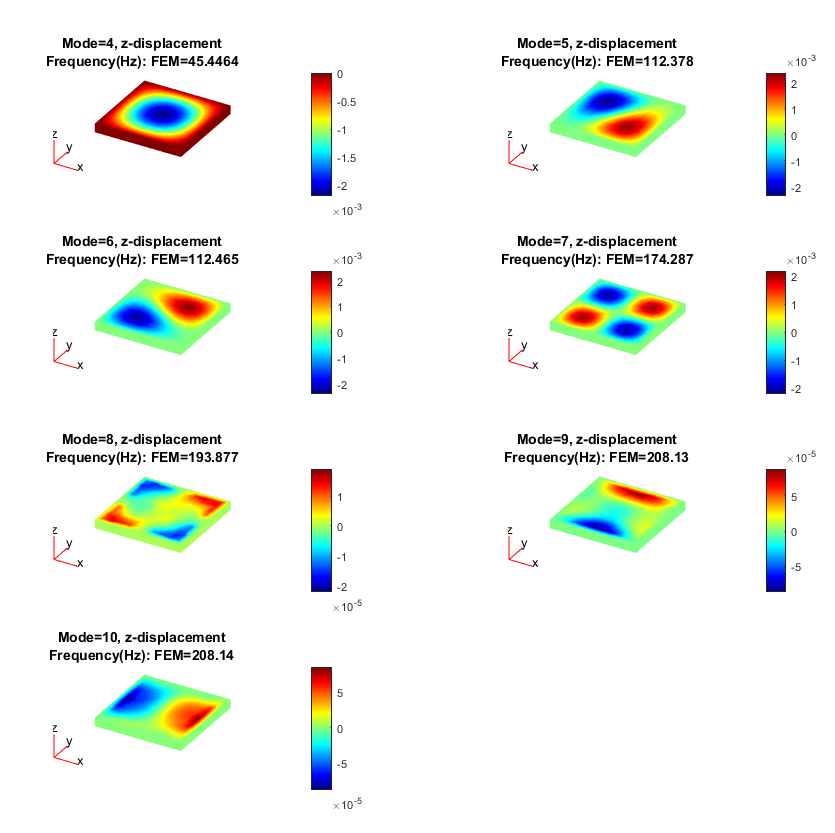 Mode=4, z-displacement
Frequency(Hz): FEM=45.4464
0
-0.5
-1
-1.5
-2
×10-3
z
y
x
Mode=5, z-displacement
Frequency(Hz): FEM=112.378
×10-3
2
1
0
-1
-2
z
y
x
Mode=6, z-displacement
Frequency(Hz): FEM=112.465
×10-3
2
1
0
-1
-2
z
y
x
Mode=7, z-displacement
Frequency(Hz): FEM=174.287
×10-3
2
1
0
-1
-2
z
y
x
Mode=8, z-displacement
Frequency(Hz): FEM=193.877
1
0
-1
-2
×10-5
z
y
x
Mode=9, z-displacement
Frequency(Hz): FEM=208.13
×10-5
5
0
-5
z
y
x
Mode=10, z-displacement
Frequency(Hz): FEM=208.14
5
0
-5
×10-5
z
y
x